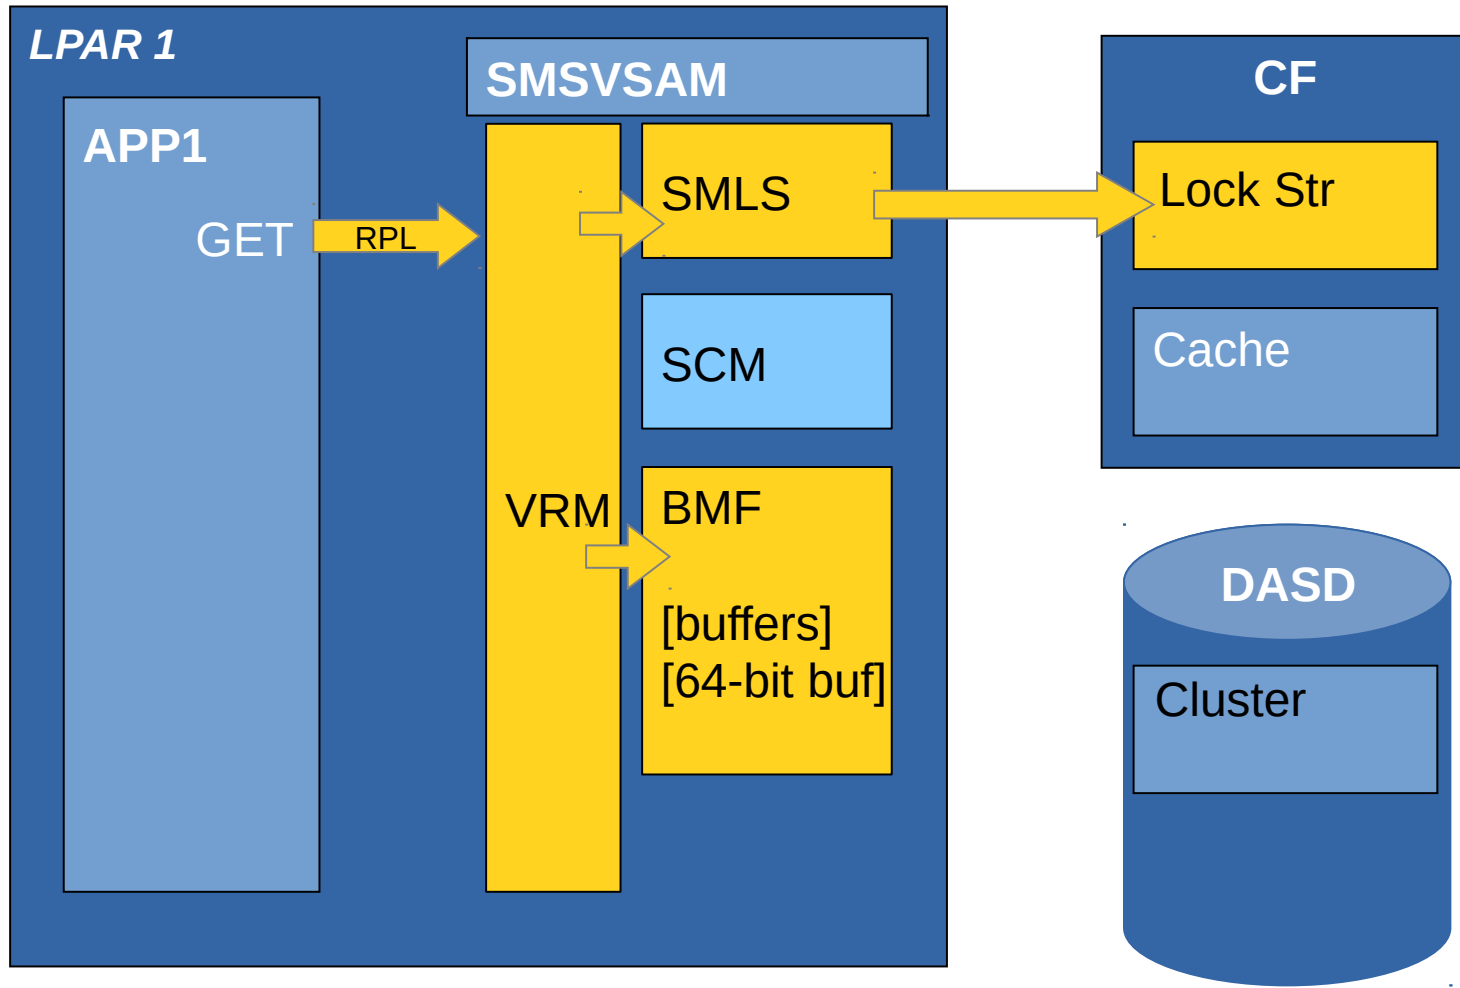 LPAR 1
SMSVSAM
APP1
GET
RPL
VRM
SMLS
SCM
BMF
[buffers]
[64-bit buf]
CF
Lock Str
Cache
DASD
Cluster